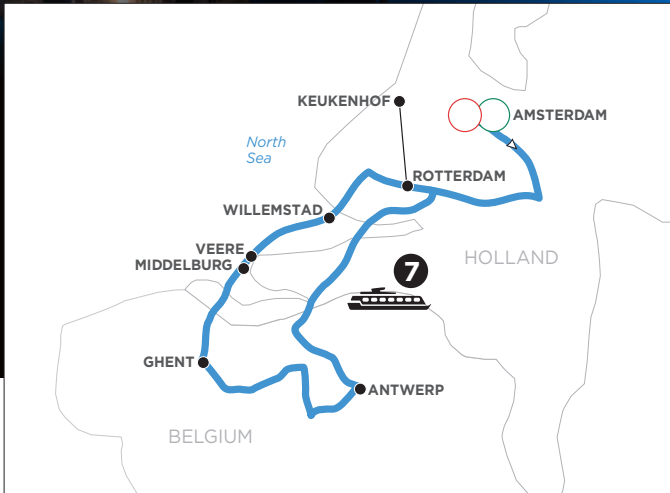 KEUKENHOF
AMSTERDAM
North
Sea
ROTTERDAM
WILLEMSTAD
VEERE
MIDDELBURG
HOLLAND
7
GHENT
ANTWERP
BELGIUM